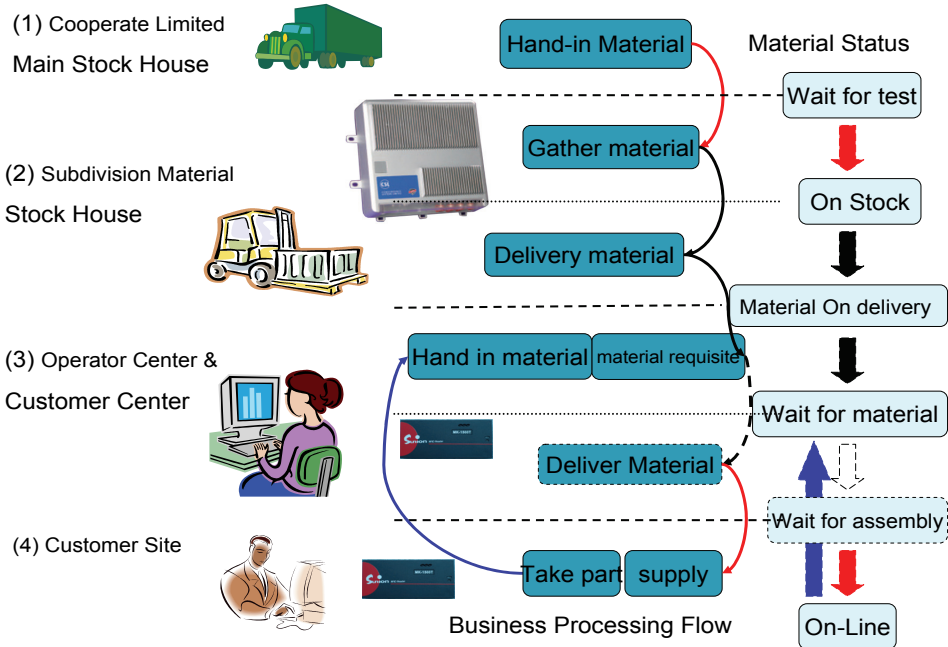 (1) Cooperate Limited
Main Stock House
Hand-in Material
Material Status
Wait for test
Gather material
(2) Subdivision Material
Stock House
On Stock
Delivery material
Material On delivery
(3) Operator Center &
Customer Center
Hand in material
material requisite
Wait for material
Deliver Material
Wait for assembly
(4) Customer Site
Take part
supply
Business Processing Flow
On-Line